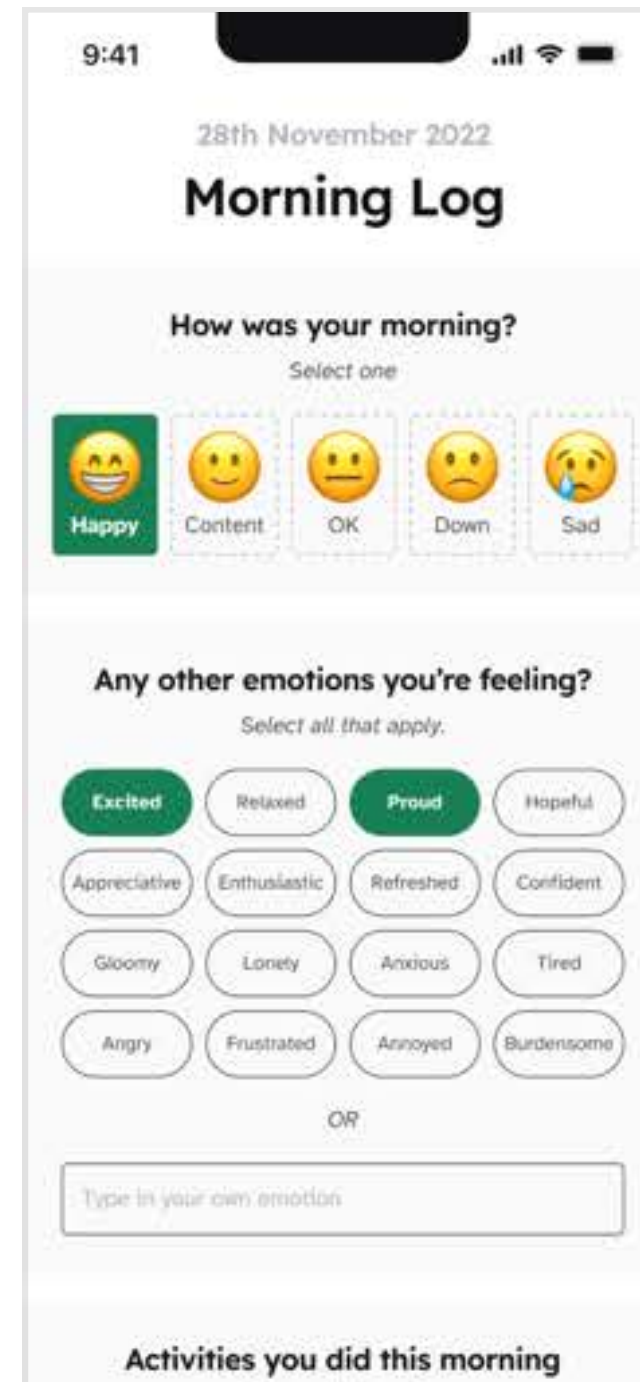 9:41
28th November 2022
Morning Log
How was your morning?
Select one
Happy Content OK Down Sad
Any other emotions you're feeling?
Select all that apply.
Excited Relaxed Proud Hopeful
Appreciative Enthusiastic Refreshed Confident
Gloomy Lonely Anxious Tired
Angry Frustrated Annoyed Burdensome
OR
Type in your own emotion
Activities you did this morning